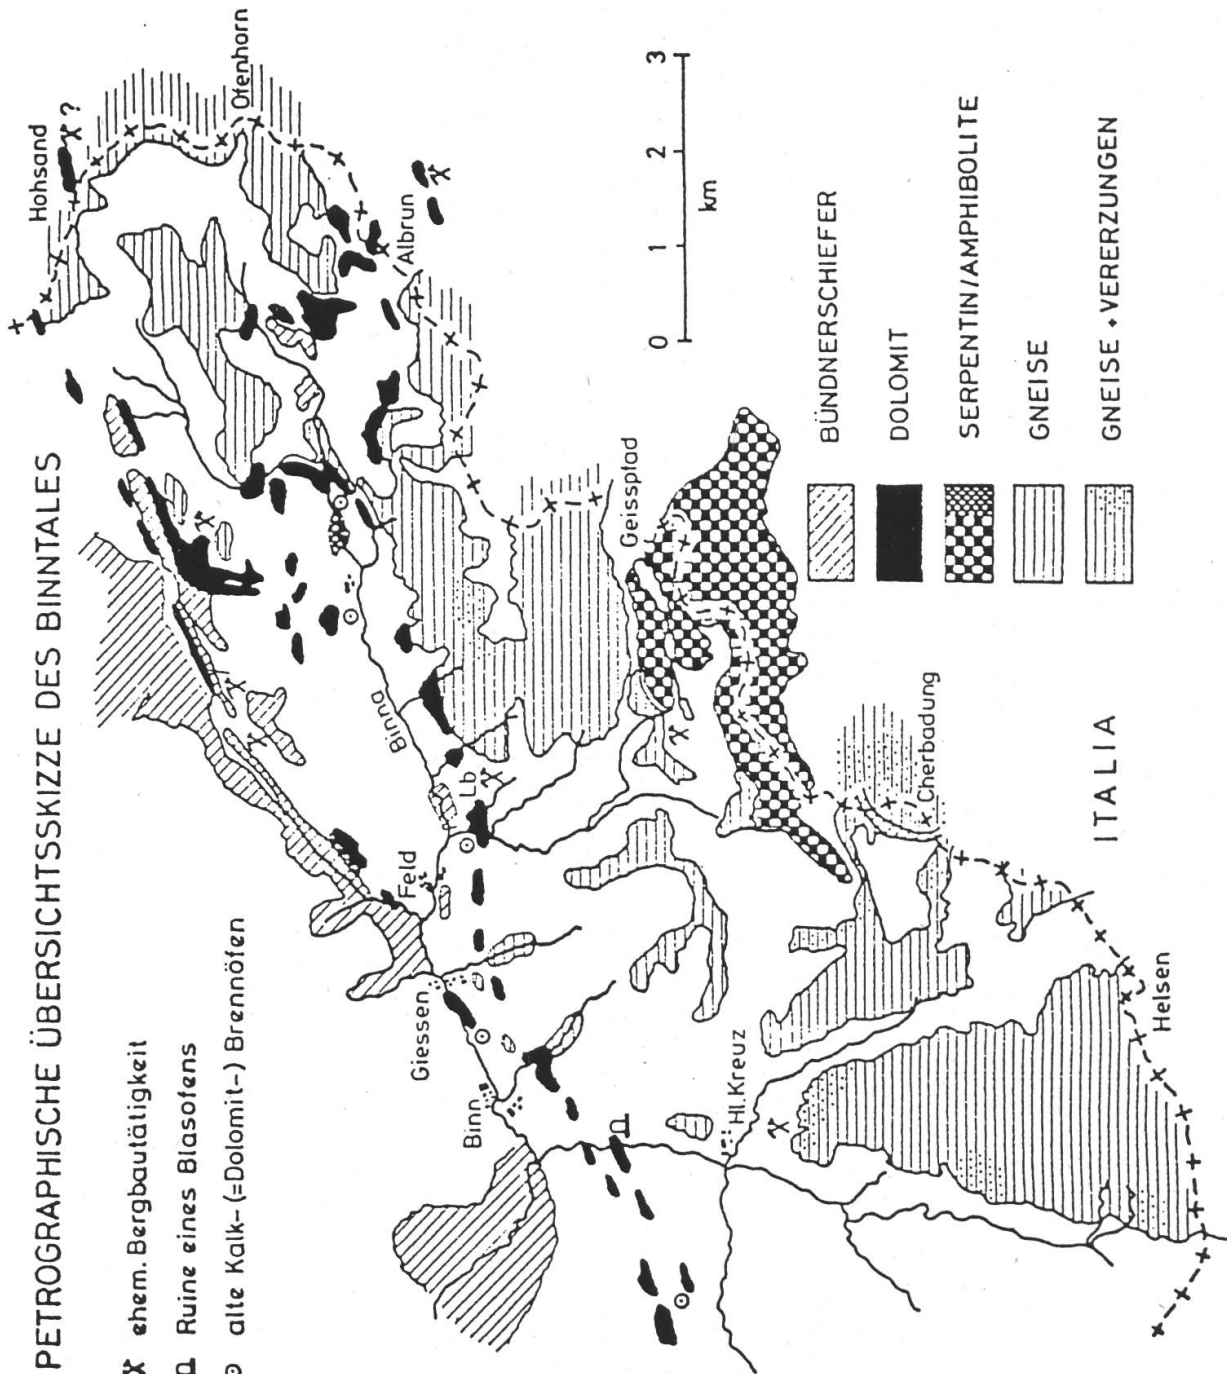 PETROGRAPHISCHE ÜBERSICHTSSKIZZE DES BINNTALES
ehem. Bergbautätigkeit
Ruine eines Blasofens
alte Kalk-(=Dolomit-) Brennöfen
Hohsand
?
Ofenhorn
Albrun
Geisspfad
Binna
Lb
Feld
Giessen
Binn
Hl.Kreuz
Cherbadung
Helsen
ITALIA
0 1 2 3
km
BÜNDNERSCHIEFER
DOLOMIT
SERPENTIN/AMPHIBOLITE
GNEISE
GNEISE + VERERZUNGEN